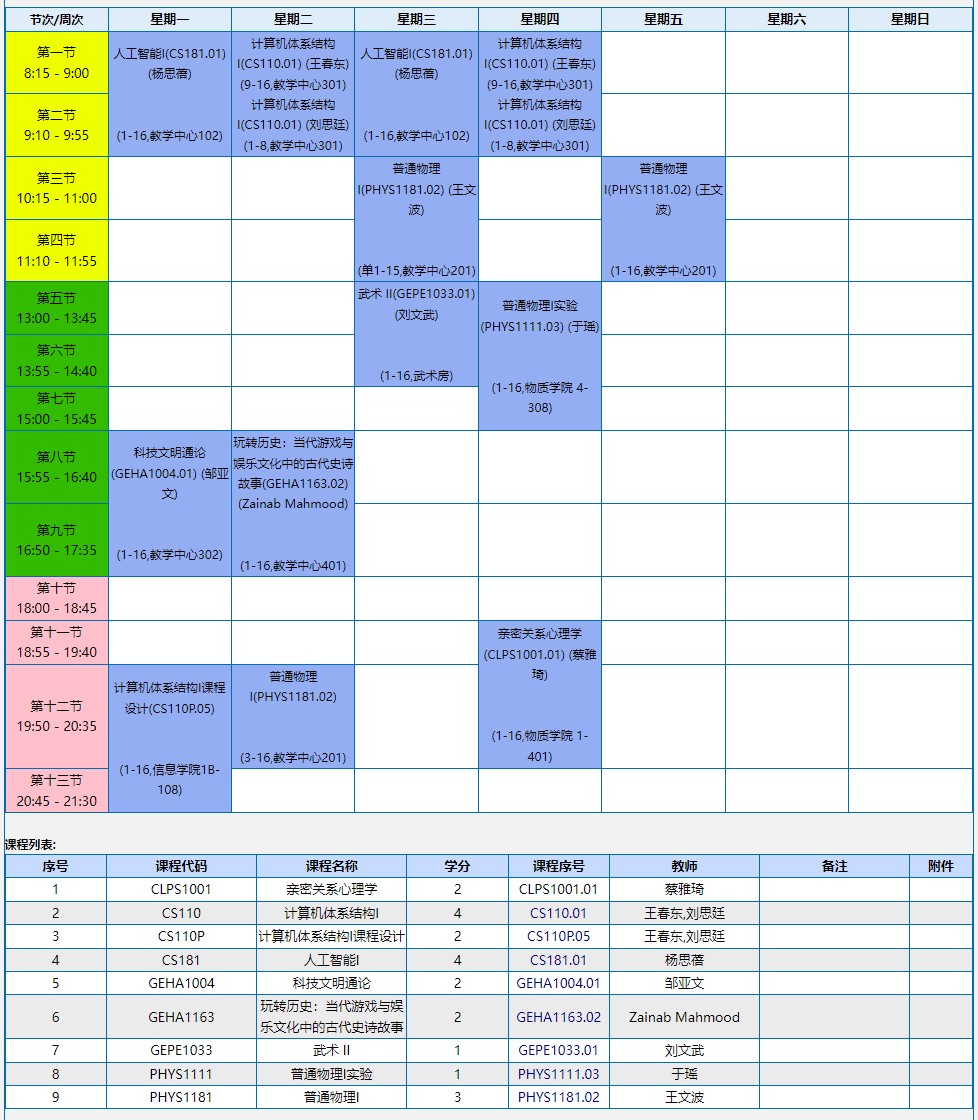 节次/周次 星期一 星期二 星期三 星期四 星期五 星期六 星期日
第一节
8:15 - 9:00
人工智能I(CS181.01)
(杨思蓓)
(1-16,教学中心102)
计算机体系结构
I(CS110.01) (王春东)
(9-16,教学中心301)
计算机体系结构
I(CS110.01) (刘思廷)
(1-8,教学中心301)
人工智能I(CS181.01)
(杨思蓓)
(1-16,教学中心102)
计算机体系结构
I(CS110.01) (王春东)
(9-16,教学中心301)
计算机体系结构
I(CS110.01) (刘思廷)
(1-8,教学中心301)
第二节
9:10 - 9:55
第三节
10:15 - 11:00
普通物理
I(PHYS1181.02) (王文
波)
(单1-15,教学中心201)
普通物理
I(PHYS1181.02) (王文
波)
(1-16,教学中心201)
第四节
11:10 - 11:55
第五节
13:00 - 13:45
武术 II(GEPE1033.01)
(刘文武)
(1-16,武术房)
普通物理I实验
(PHYS1111.03) (于瑶)
(1-16,物质学院 4-
308)
第六节
13:55 - 14:40
第七节
15:00 - 15:45
第八节
15:55 - 16:40
科技文明通论
(GEHA1004.01) (邹亚
文)
(1-16,教学中心302)
玩转历史：当代游戏与
娱乐文化中的古代史诗
故事(GEHA1163.02)
(Zainab Mahmood)
(1-16,教学中心401)
第九节
16:50 - 17:35
第十节
18:00 - 18:45
第十一节
18:55 - 19:40
亲密关系心理学
(CLPS1001.01) (蔡雅
琦)
(1-16,物质学院 1-
401)
第十二节
19:50 - 20:35
计算机体系结构I课程
设计(CS110P.05)
(1-16,信息学院1B-
108)
普通物理
I(PHYS1181.02)
(3-16,教学中心201)
第十三节
20:45 - 21:30
课程列表:
序号 课程代码 课程名称 学分 课程序号 教师 备注 附件
1 CLPS1001 亲密关系心理学 2 CLPS1001.01 蔡雅琦
2 CS110 计算机体系结构I 4 CS110.01 王春东,刘思廷
3 CS110P 计算机体系结构I课程设计 2 CS110P.05 王春东,刘思廷
4 CS181 人工智能I 4 CS181.01 杨思蓓
5 GEHA1004 科技文明通论 2 GEHA1004.01 邹亚文
6 GEHA1163 玩转历史：当代游戏与娱
乐文化中的古代史诗故事 2 GEHA1163.02 Zainab Mahmood
7 GEPE1033 武术 II 1 GEPE1033.01 刘文武
8 PHYS1111 普通物理I实验 1 PHYS1111.03 于瑶
9 PHYS1181 普通物理I 3 PHYS1181.02 王文波